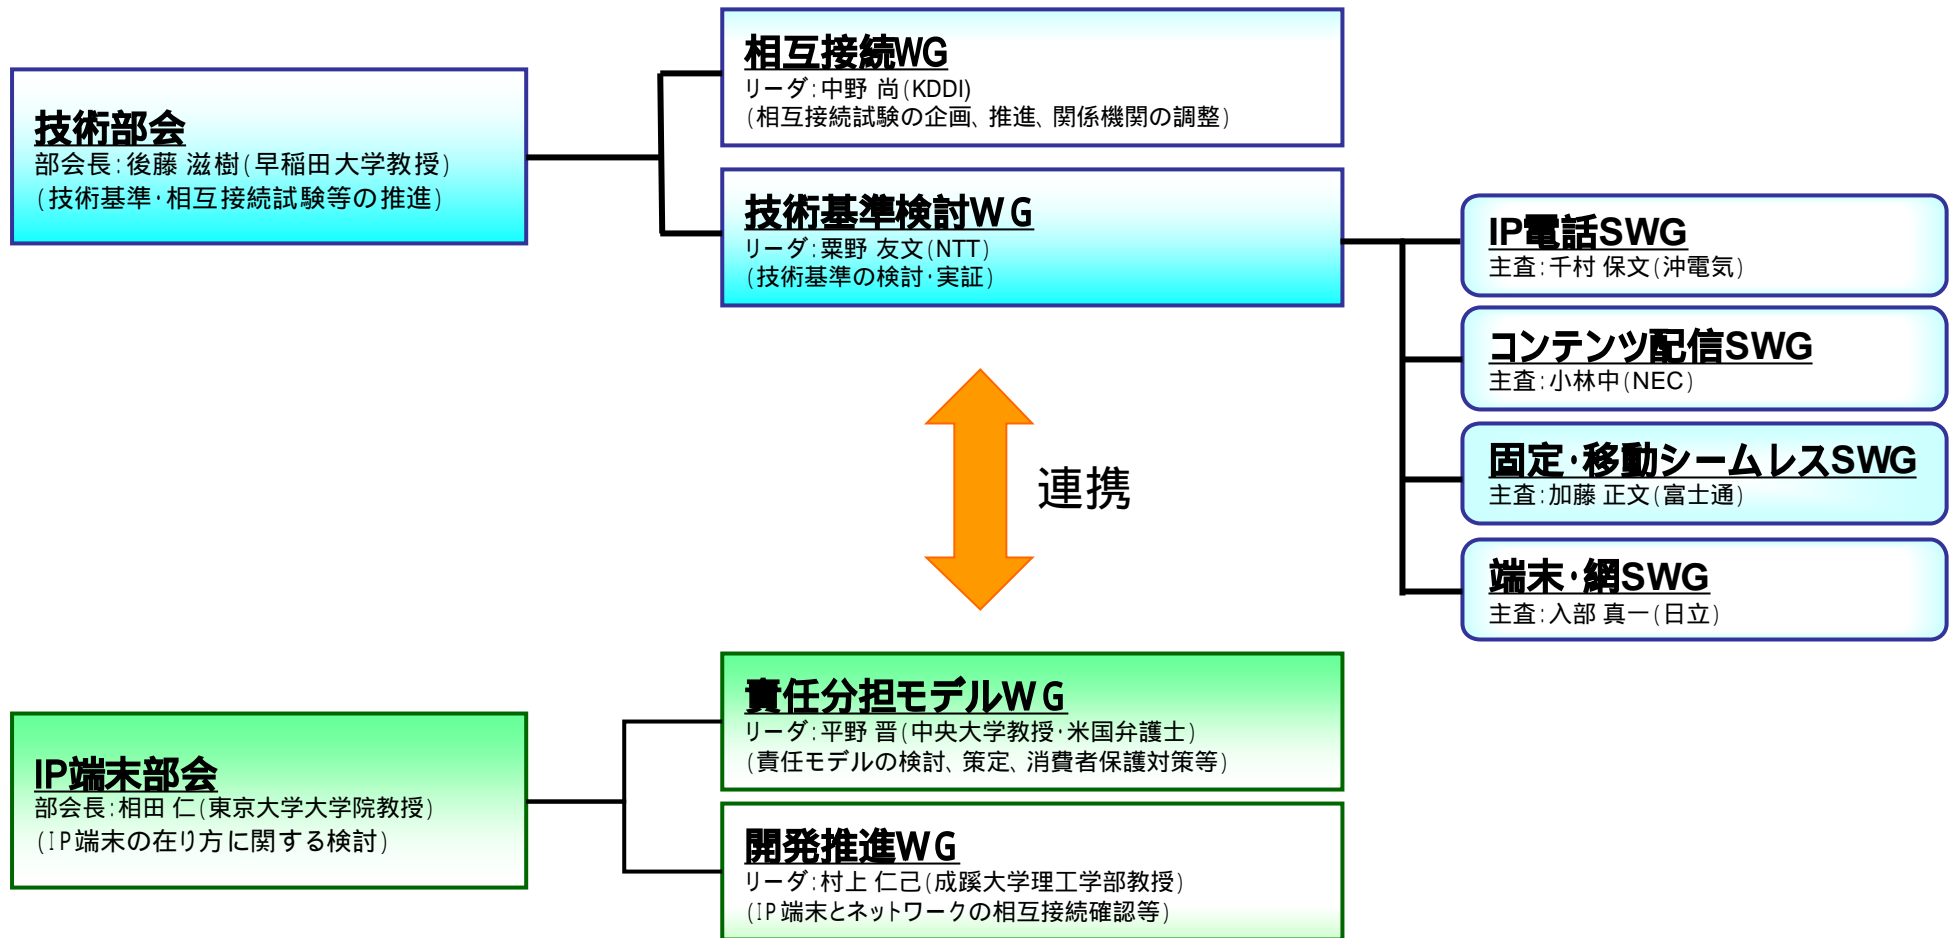 技術部会
部会長:後藤 滋樹(早稲田大学教授)
(技術基準・相互接続試験等の推進)
相互接続WG
リーダ:中野 尚(KDDI)
(相互接続試験の企画、推進、関係機関の調整)
技術基準検討WG
リーダ:粟野 友文(NTT)
(技術基準の検討・実証)
IP電話SWG
主査:千村 保文(沖電気)
コンテンツ配信SWG
主査:小林中(NEC)
固定・移動シームレスSWG
主査:加藤 正文(富士通)
端末・網SWG
主査:入部 真一(日立)
連携
IP端末部会
部会長:相田 仁(東京大学大学院教授)
(IP端末の在り方に関する検討)
責任分担モデルWG
リーダ:平野 晋(中央大学教授・米国弁護士)
(責任モデルの検討、策定、消費者保護対策等)
開発推進WG
リーダ:村上 仁己(成蹊大学理工学部教授)
(IP端末とネットワークの相互接続確認等)